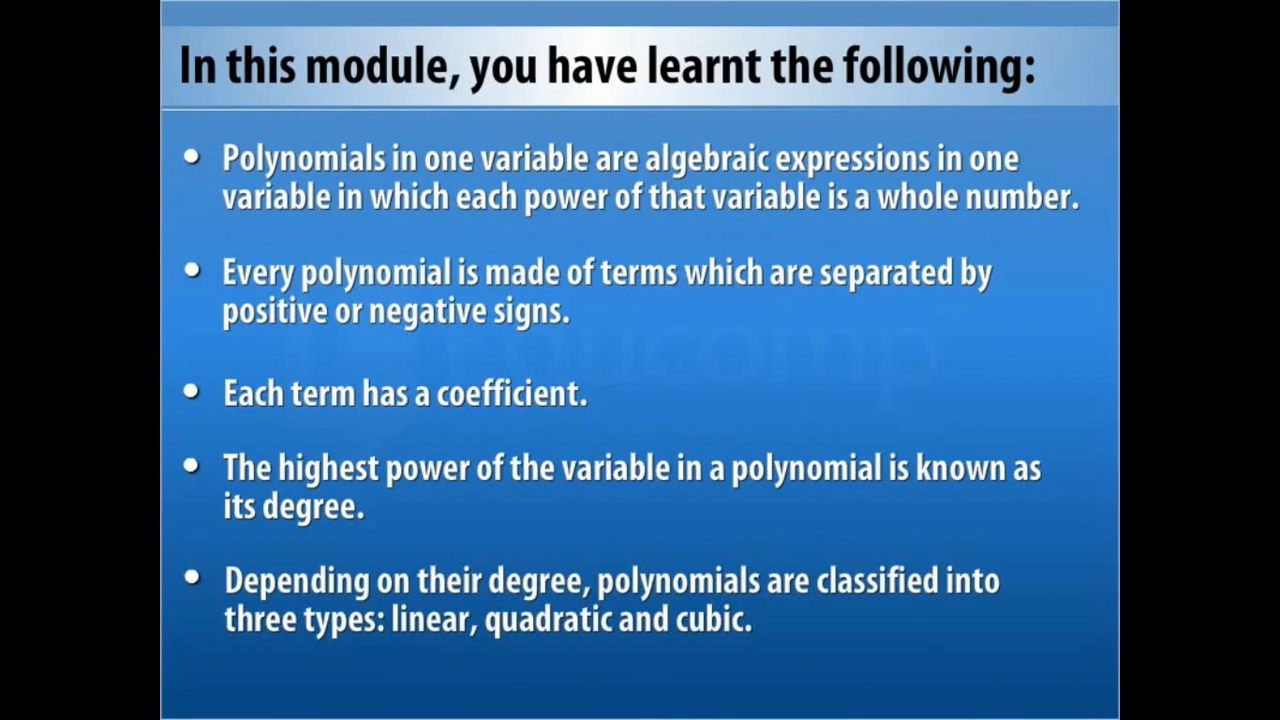 In this module, you have learnt the following:
• Polynomials in one variable are algebraic expressions in one
variable in which each power of that variable is a whole number.
• Every polynomial is made of terms which are separated by
positive or negative signs.
• Each term has a coefficient.
• The highest power of the variable in a polynomial is known as
its degree.
• Depending on their degree, polynomials are classified into
three types: linear, quadratic and cubic.